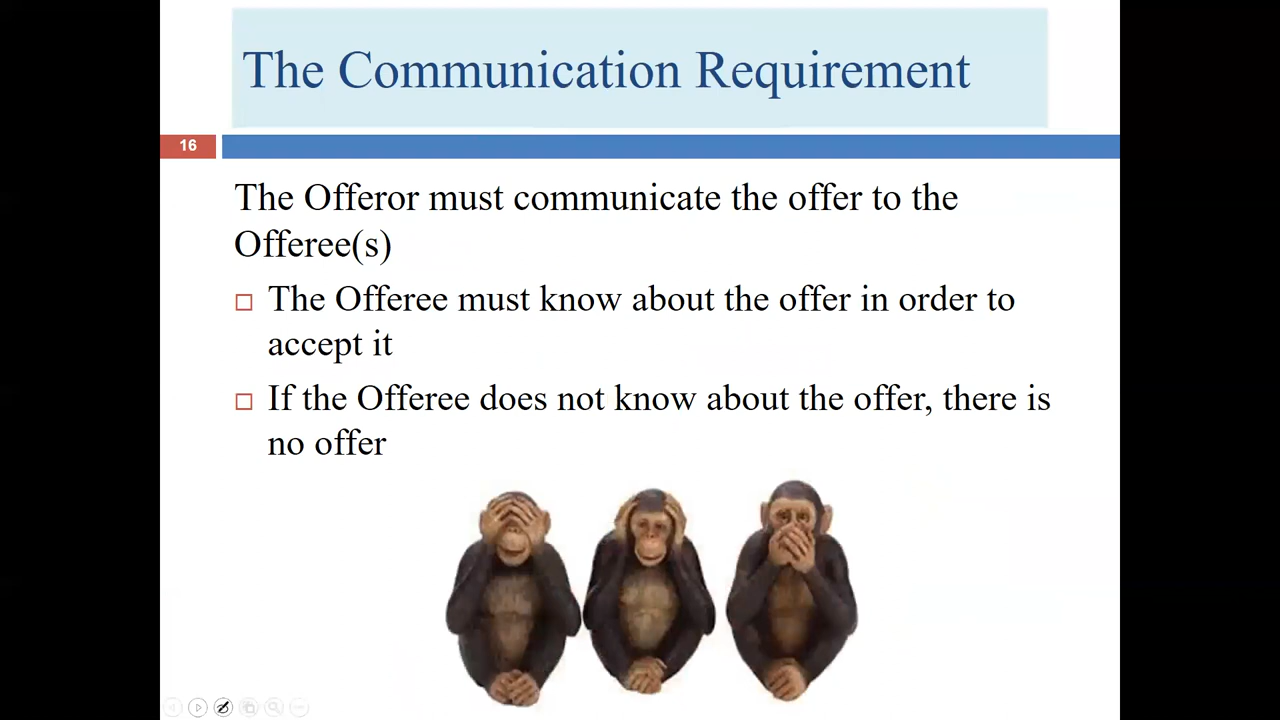 The Communication Requirement
16
The Offeror must communicate the offer to the
Offeree(s)
The Offeree must know about the offer in order to
accept it
If the Offeree does not know about the offer, there is
no offer